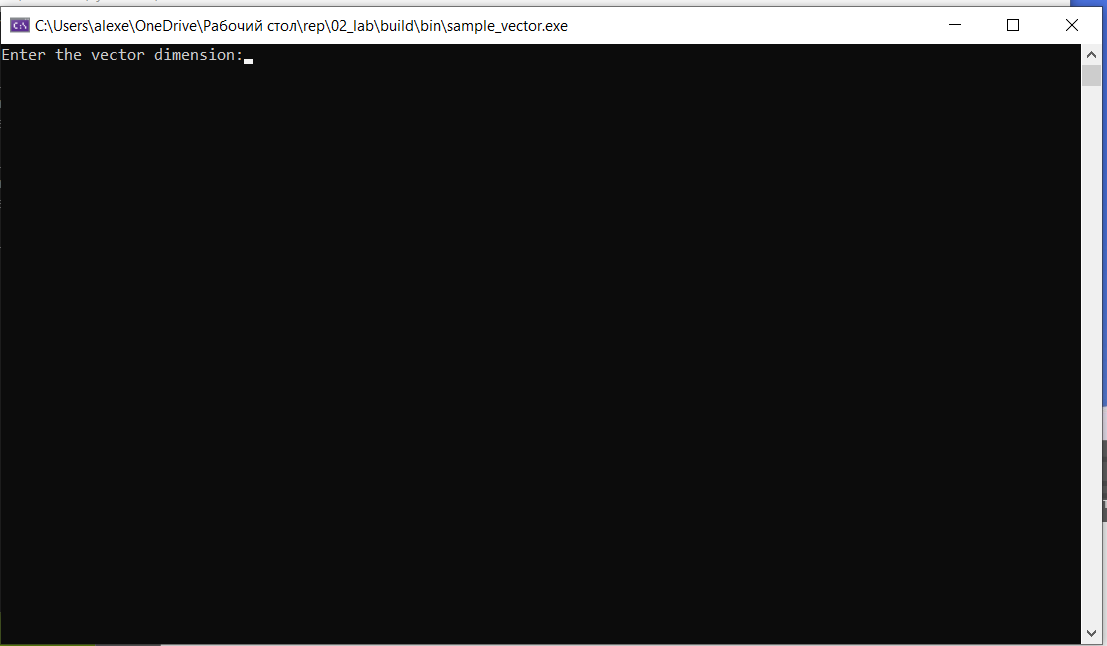 C:\Users\alexe\OneDrive\Рабочий стол\rep\02_lab\build\bin\sample_vector.exe
Enter the vector dimension: